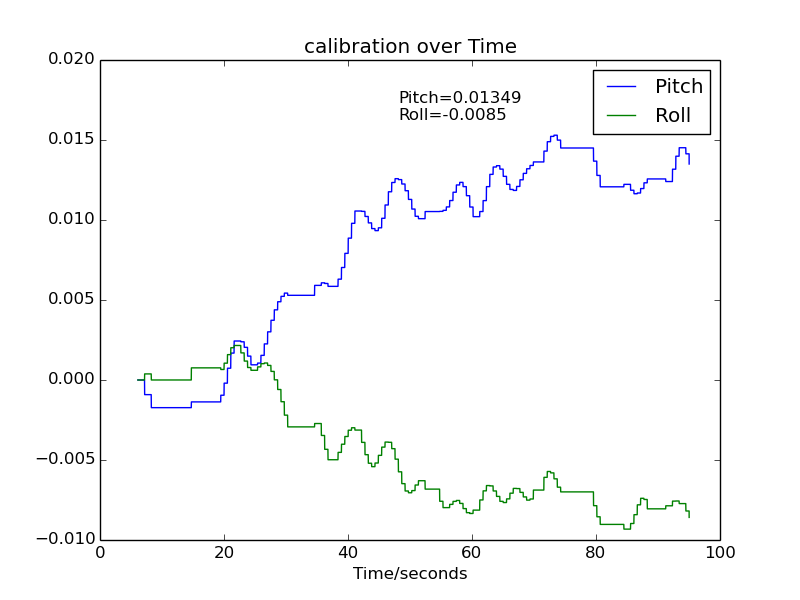 calibration over Time
Pitch=0.01349
Roll=-0.0085
Pitch
Roll
0.020
0.015
0.010
0.005
0.000
−0.005
−0.010
0 20 40 60 80 100
Time/seconds